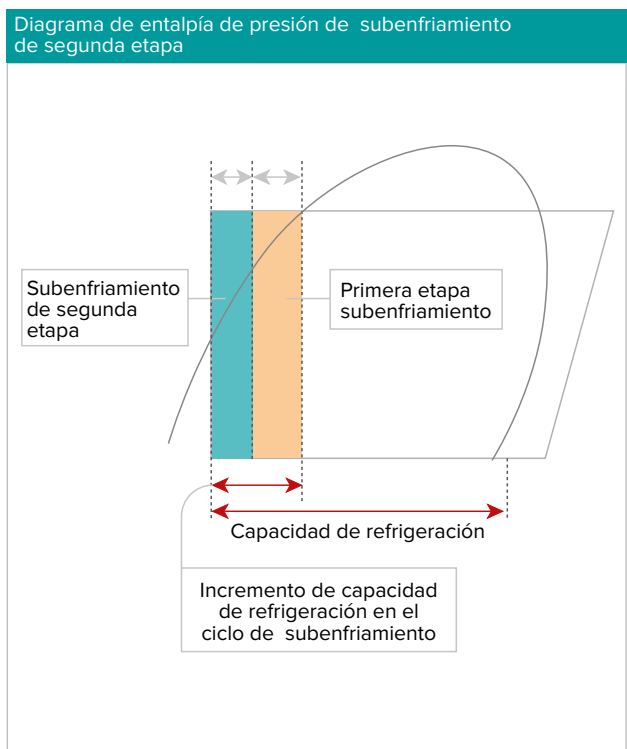 Diagrama de entalpía de presión de subenfriamiento
de segunda etapa
Subenfriamiento
de segunda
etapa
Primera etapa
subenfriamiento
Capacidad de refrigeración
Incremento de capacidad
de refrigeración en el
ciclo de subenfriamiento